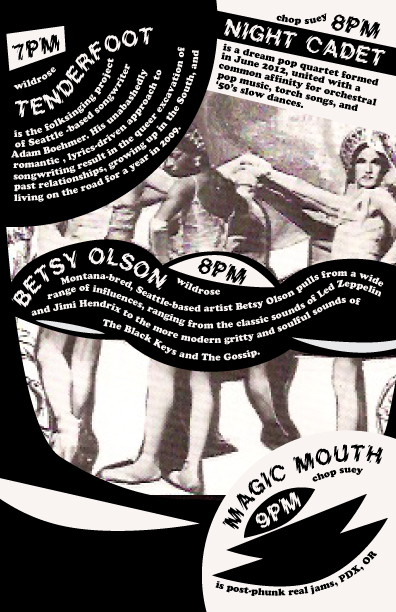 7PM
wildrose
TENDERFOOT
is the folksinging project
of Seattle -based songwriter
Adam Boehmer. His unabashedly
romantic , lyrics-driven approach to
songwriting result in the queer excavation of
past relationships, growing up in the South, and
living on the road for a year in 2009.
chop suey 8PM
NIGHT CADET
is a dream pop quartet formed
in June 2012, united with a
common affinity for orchestral
pop music, torch songs, and
'50's slow dances.
BETSY OLSON
8PM
wildrose
Montana-bred, Seattle-based artist Betsy Olson pulls from a wide
range of influences, ranging from the classic sounds of Led Zeppelin
and Jimi Hendrix to the more modern gritty and soulful sounds of
The Black Keys and The Gossip.
MAGIC MOUTH
chop suey
9PM
is post-phunk real jams, PDX, OR